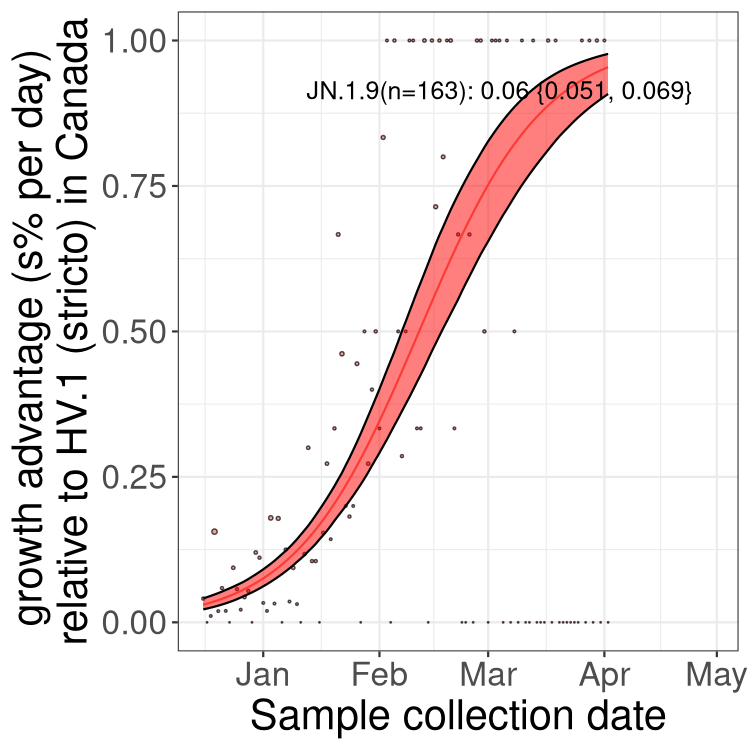 growth advantage (s% per day)
relative to HV.1 (stricto) in Canada
1.00
0.75
0.50
0.25
0.00
JN.1.9(n=163): 0.06 {0.051, 0.069}
Jan Feb Mar Apr May
Sample collection date